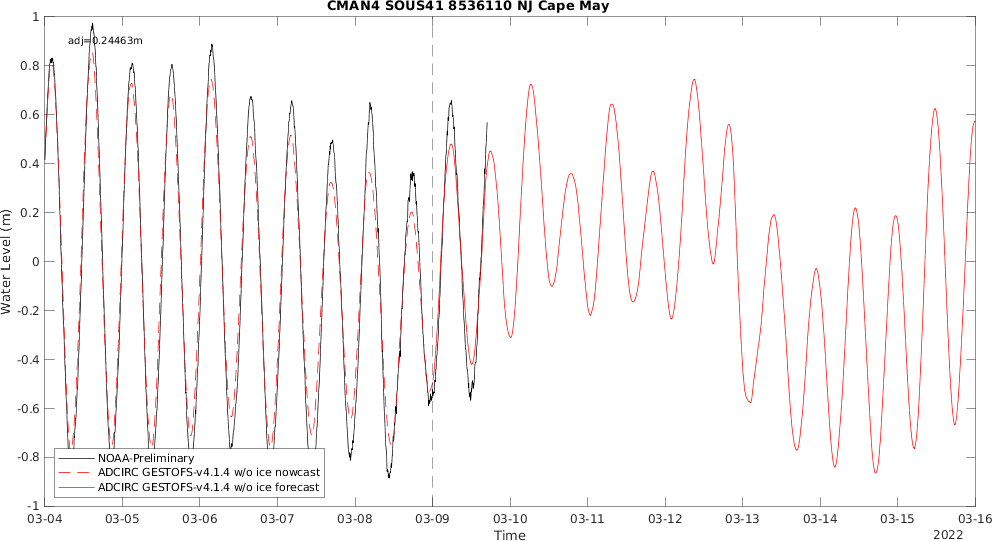 CMAN4 SOUS41 8536110 NJ Cape May
adj=0.24463m
Water Level (m)
1
0.8
0.6
0.4
0.2
0
-0.2
-0.4
-0.6
-0.8
-1
NOAA-Preliminary
ADCIRC GESTOFS-v4.1.4 w/o ice nowcast
ADCIRC GESTOFS-v4.1.4 w/o ice forecast
03-04 03-05 03-06 03-07 03-08 03-09 03-10 03-11 03-12 03-13 03-14 03-15 03-16
Time
2022